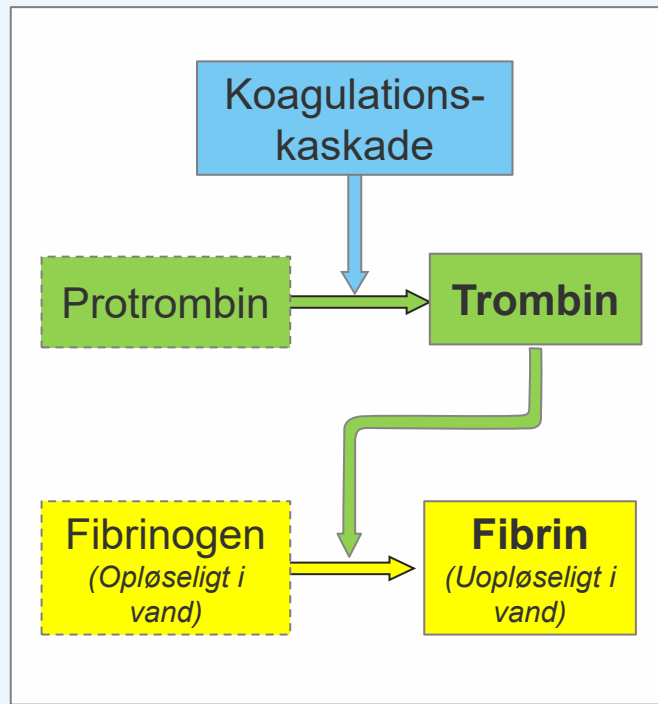 Koagulations-
kaskade
Protrombin
Trombin
Fibrinogen
(Opløseligt i
vand)
Fibrin
(Uopløseligt i
vand)